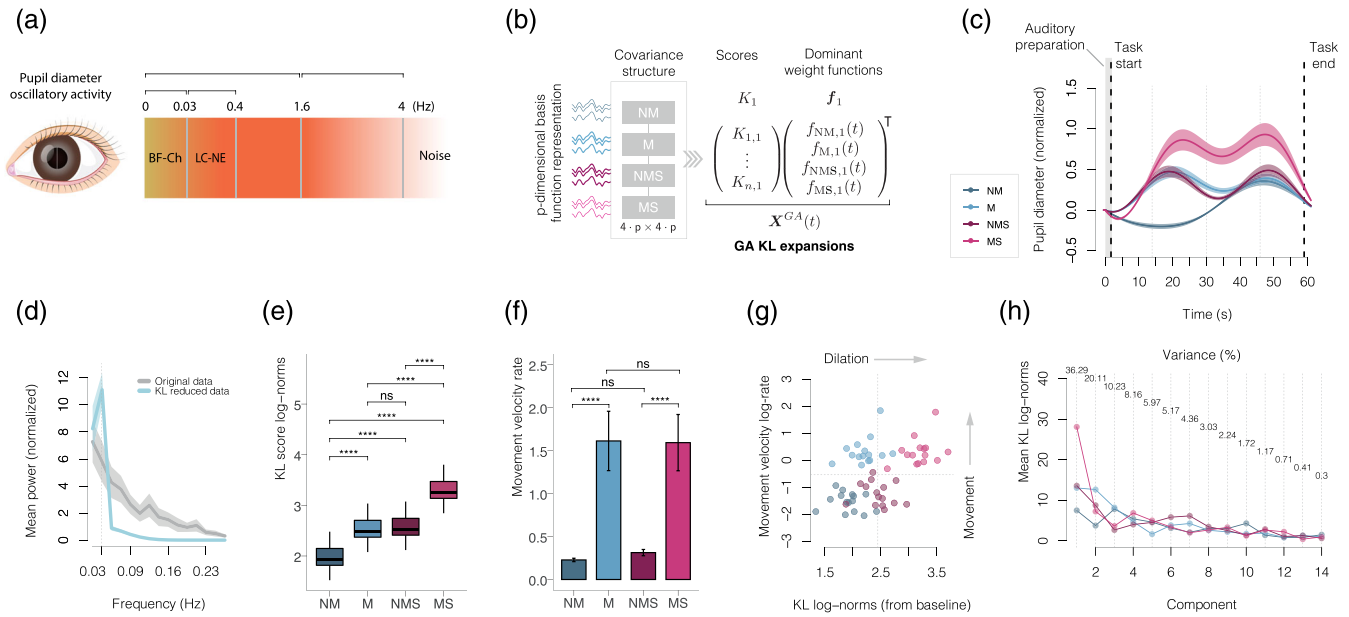 (a)
Pupil diameter
oscillatory activity
0 0.03 0.4 1.6 4 (Hz)
BF-Ch LC-NE Noise
(b)
Covariance
structure
Scores
Dominant
weight functions
p-dimensional basis
function representation
NM
M
NMS
MS
4 · p × 4 · p
K1 f1
K1,1
⋮
Kn,1
fNM,1(t)
fM,1(t)
fNMS,1(t)
fMS,1(t)
T
X^GA(t)
GA KL expansions
(c)
Auditory
preparation
Task
start
Task
end
Pupil diameter (normalized)
1.5
1.0
0.5
0.0
−0.5
0 10 20 30 40 50 60
Time (s)
NM
M
NMS
MS
(d)
Mean power (normalized)
12
10
8
6
4
2
0
Original data
KL reduced data
0.03 0.09 0.16 0.23
Frequency (Hz)
(e)
KL score log−norms
5
4
3
2
****
****
ns
****
****
****
NM M NMS MS
(f)
Movement velocity rate
2.5
2.0
1.5
1.0
0.5
0.0
ns
ns
**** ****
NM M NMS MS
(g)
Dilation
Movement velocity log−rate
3
2
1
0
−1
−2
−3
Movement
1.5 2.5 3.5
KL log−norms (from baseline)
(h)
Variance (%)
Mean KL log−norms
40
30
20
10
0
36.29
20.11
10.23
8.16
5.97
5.17
4.36
3.03
2.24
1.72
1.17
0.71
0.41
0.3
2 4 6 8 10 12 14
Component